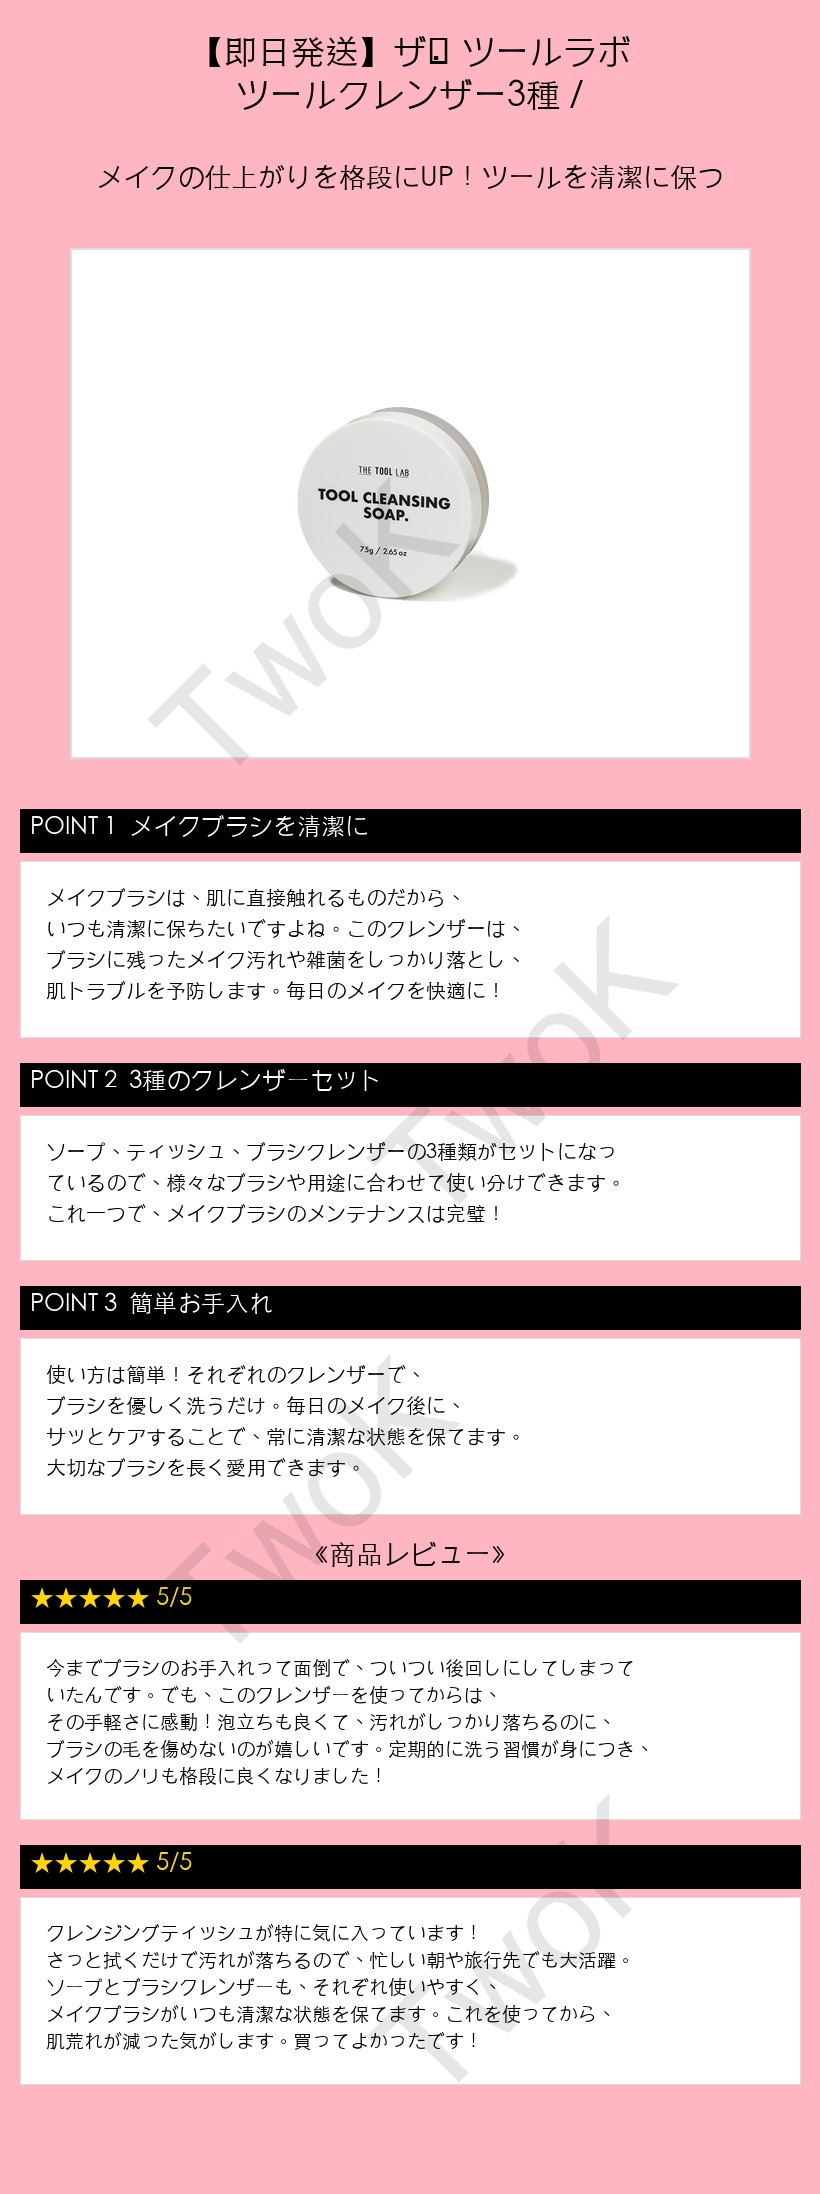 【即日発送】ザ ツールラボ
ツールクレンザー3種 /
メイクの仕上がりを格段にUP！ツールを清潔に保つ
THE TOOL LAB
TOOL CLEANSING
SOAP.
75g / 2.65 oz
TwoK
POINT 1 メイクブラシを清潔に
メイクブラシは、肌に直接触れるものだから、
いつも清潔に保ちたいですよね。このクレンザーは、
ブラシに残ったメイク汚れや雑菌をしっかり落とし、
肌トラブルを予防します。毎日のメイクを快適に！
TwoK
POINT 2 3種のクレンザーセット
ソープ、ティッシュ、ブラシクレンザーの3種類がセットになっ
ているので、様々なブラシや用途に合わせて使い分けできます。
これ一つで、メイクブラシのメンテナンスは完璧！
POINT 3 簡単お手入れ
使い方は簡単！それぞれのクレンザーで、
ブラシを優しく洗うだけ。毎日のメイク後に、
サッとケアすることで、常に清潔な状態を保てます。
大切なブラシを長く愛用できます。
TwoK
《商品レビュー》
★★★★★ 5/5
今までブラシのお手入れって面倒で、ついつい後回しにしてしまって
いたんです。でも、このクレンザーを使ってからは、
その手軽さに感動！泡立ちも良くて、汚れがしっかり落ちるのに、
ブラシの毛を傷めないのが嬉しいです。定期的に洗う習慣が身につき、
メイクのノリも格段に良くなりました！
★★★★★ 5/5
クレンジングティッシュが特に気に入っています！
さっと拭くだけで汚れが落ちるので、忙しい朝や旅行先でも大活躍。
ソープとブラシクレンザーも、それぞれ使いやすく、
メイクブラシがいつも清潔な状態を保てます。これを使ってから、
肌荒れが減った気がします。買ってよかったです！
TwoK